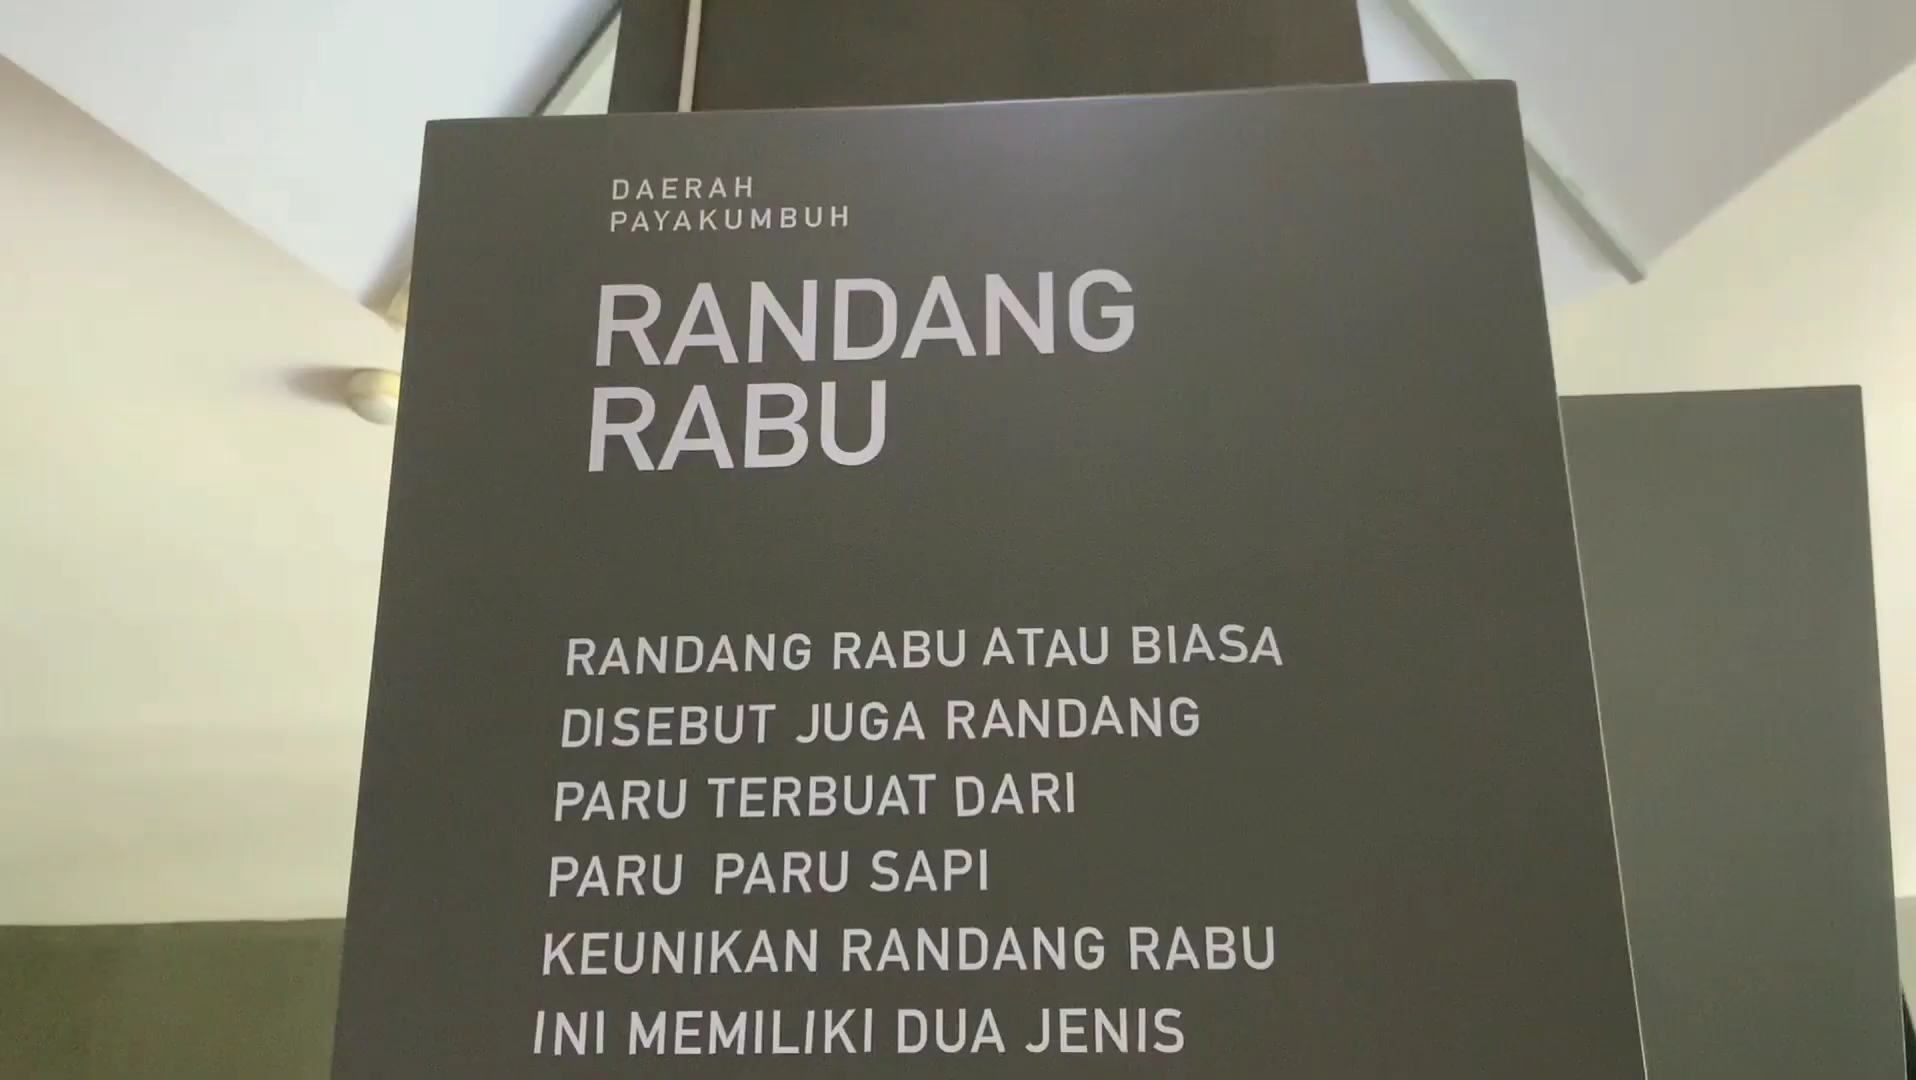 DAERAH
PAYAKUMBUH
RANDANG
RABU
RANDANG RABU ATAU BIASA
DISEBUT JUGA RANDANG
PARU TERBUAT DARI
PARU PARU SAPI
KEUNIKAN RANDANG RABU
INI MEMILIKI DUA JENIS